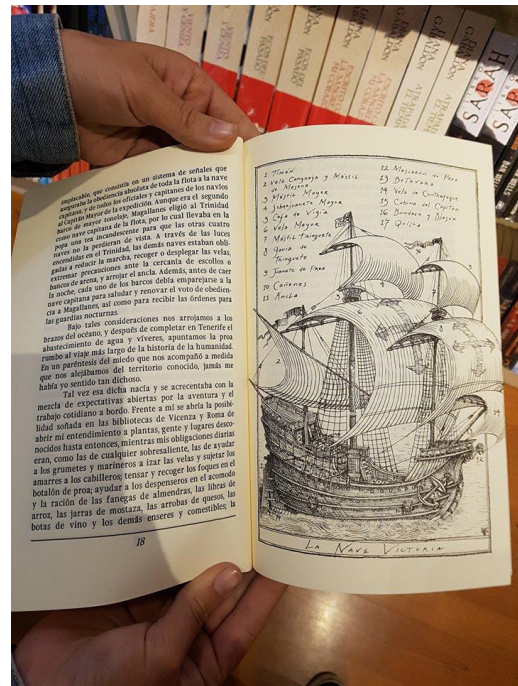 Implacable, que consistía en un sistema de señales que
aseguraba la obediencia absoluta de toda la flota a la nave
capitana, y de todos los oficiales y capitanes de los navíos
al Capitán Mayor de la expedición. Aunque era el segundo
barco de mayor tonelaje, Magallanes eligió al Trinidad
como nave capitana de la flota, por lo cual llevaba en la
popa una tea incandescente para que las otras cuatro
naves no la perdieran de vista. A través de las luces
encendidas en el Trinidad, las demás naves estaban obli-
gadas a reducir la marcha, recoger o desplegar las velas,
extremar precauciones ante la cercanía de escollos o
bancos de arena, y arrojar el ancla. Además, antes de caer
la noche, cada uno de los barcos debía emparejarse a la
nave capitana para saludar y renovar el voto de obedien-
cia a Magallanes, así como para recibir las órdenes para
las guardias nocturnas.
Bajo tales consideraciones nos arrojamos a los
brazos del océano, y después de completar en Tenerife el
abastecimiento de agua y víveres, apuntamos la proa
rumbo al viaje más largo de la historia de la humanidad.
En un paréntesis del miedo que nos acompañó a medida
que nos alejábamos del territorio conocido, jamás me
había yo sentido tan dichoso.
Tal vez esa dicha nacía y se acrecentaba con la
mezcla de expectativas abiertas por la aventura y el
trabajo cotidiano a bordo. Frente a mí se abría la posibi-
lidad soñada en las bibliotecas de Vicenza y Roma de
abrir mi entendimiento a plantas, gente y lugares desco-
nocidos hasta entonces, mientras mis obligaciones diarias
eran, como las de cualquier sobresaliente, las de ayudar
a los grumetes y marineros a izar las velas y sujetar los
amarres a los cabilleros; tensar y recoger los foques en el
botalón de proa; ayudar a los despenseros en el acomodo
y la ración de las fanegas de almendras, las libras de
arroz, las jarras de mostaza, las arrobas de quesos, las
botas de vino y los demás enseres y comestibles; la
18
1 Timón
2 Vela Cangreja y Mástil
de Mesana
3 Mástil Mayor
4 Sobrejuanete Mayor
5 Cofa de Vigía
6 Vela Mayor
7 Mástil Trinquete
8 Gavia de
Trinquete
9 Juanete de Proa
10 Cañones
11 Ancla
12 Mascarón de Proa
13 Botavara
14 Vela de Contrafoque
15 Cabina del Capitán
16 Bandera y Blasón
17 Quilla
LA NAVE VICTORIA
SARAH
SARAH